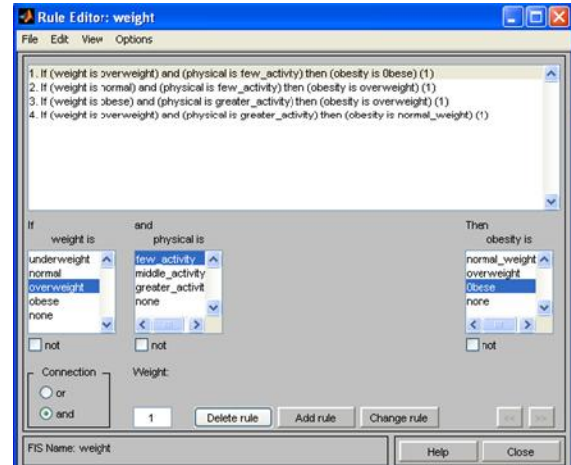 Rule Editor: weight
File Edit View Options
1. If (weight is overweight) and (physical is few_activity) then (obesity is 0bese) (1)
2. If (weight is normal) and (physical is few_activity) then (obesity is overweight) (1)
3. If (weight is obese) and (physical is greater_activity) then (obesity is overweight) (1)
4. If (weight is overweight) and (physical is greater_activity) then (obesity is normal_weight) (1)
If and Then
weight is physical is obesity is
underweight few_activity normal_weight
normal middle_activity overweight
overweight greater_activit 0bese
obese none none
none
not not not
Connection Weight:
or
and 1 Delete rule Add rule Change rule << >>
FIS Name: weight Help Close